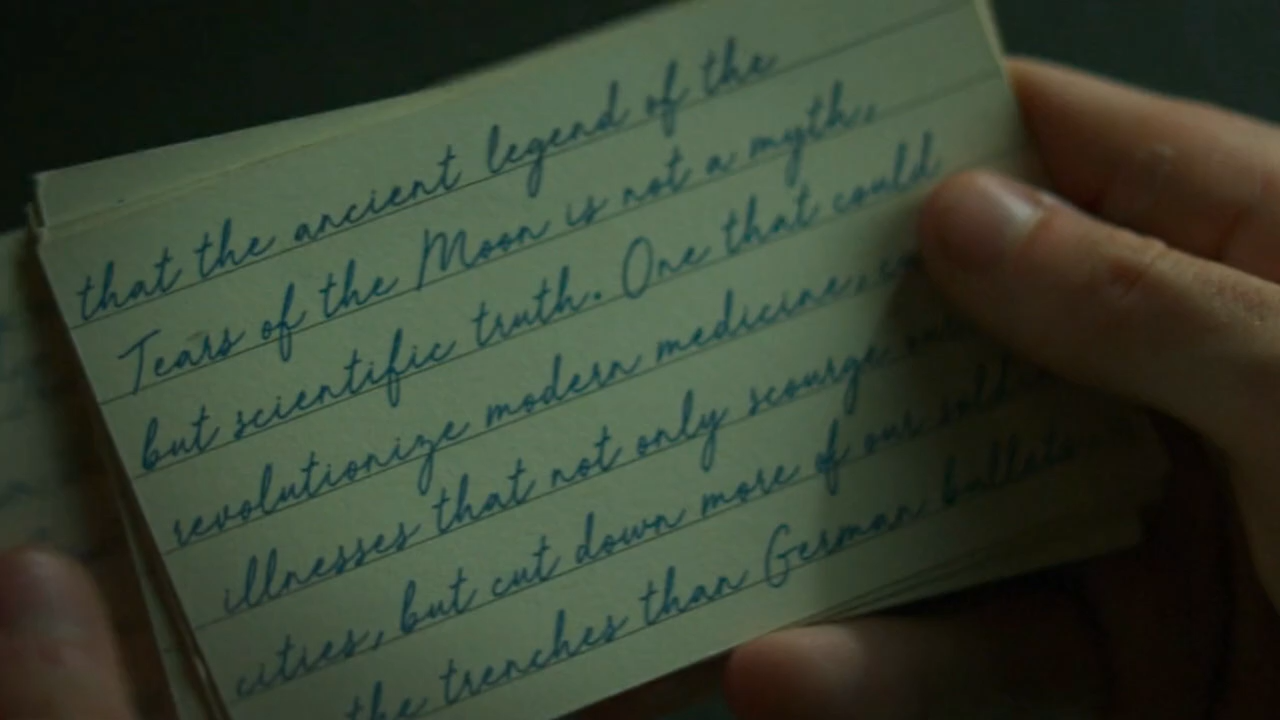 that the ancient legend of the
Tears of the Moon is not a myth,
but scientific truth. One that could
revolutionize modern medicine,
illnesses that not only scourge
cities, but cut down more of our
the trenches than German bullets